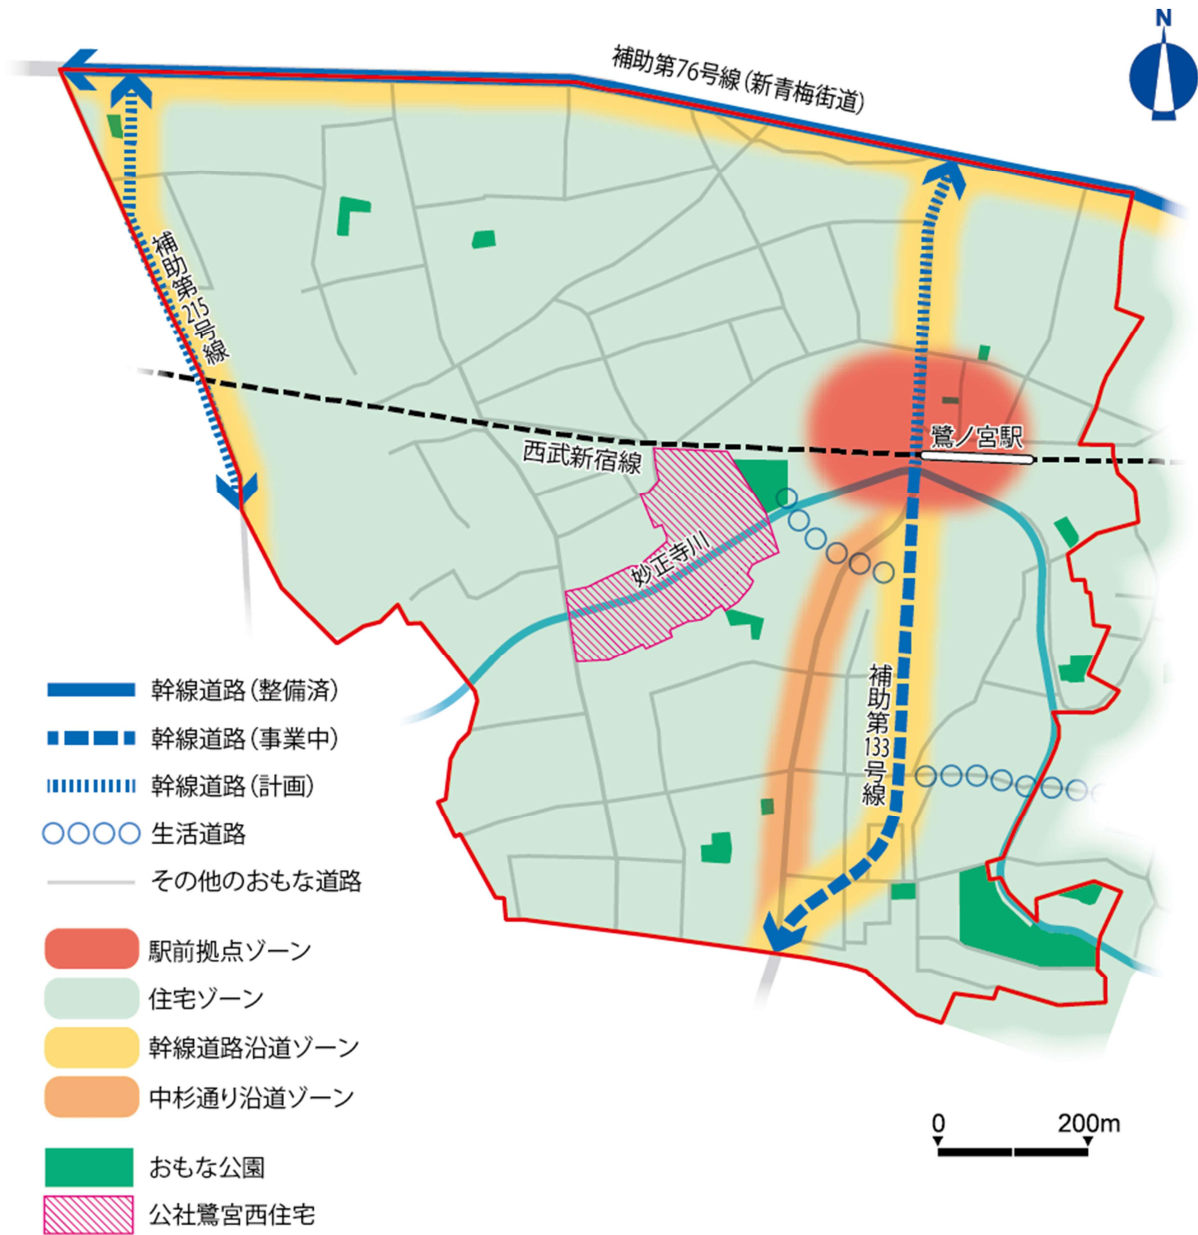 N
補助第76号線(新青梅街道)
補助第215号線
西武新宿線
鷺ノ宮駅
妙正寺川
補助第133号線
幹線道路(整備済)
幹線道路(事業中)
幹線道路(計画)
生活道路
その他のおもな道路
駅前拠点ゾーン
住宅ゾーン
幹線道路沿道ゾーン
中杉通り沿道ゾーン
おもな公園
公社鷺宮西住宅
0 200m